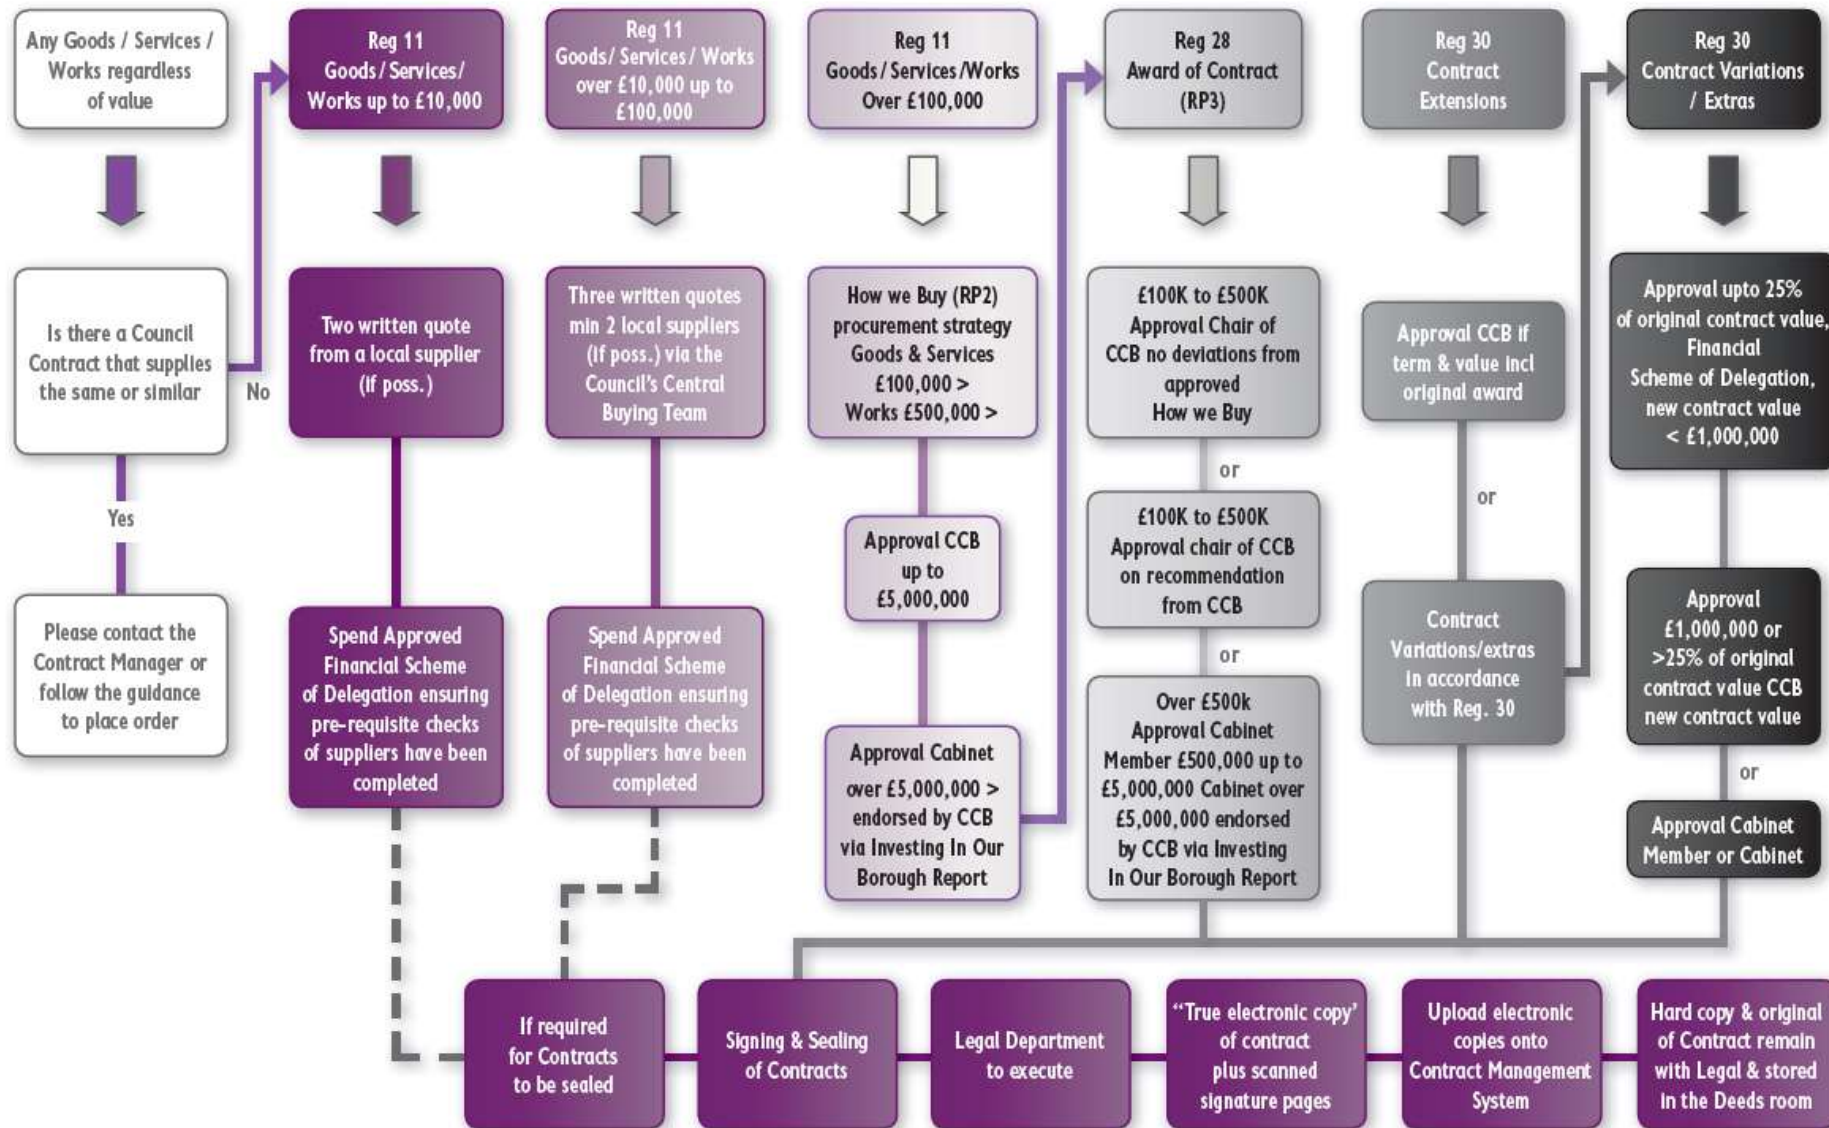 Any Goods / Services /
Works regardless
of value
Is there a Council
Contract that supplies
the same or similar
No
Yes
Please contact the
Contract Manager or
follow the guidance
to place order
Reg 11
Goods / Services /
Works up to £10,000
Two written quote
from a local supplier
(if poss.)
Spend Approved
Financial Scheme
of Delegation ensuring
pre-requisite checks
of suppliers have been
completed
Reg 11
Goods / Services / Works
over £10,000 up to
£100,000
Three written quotes
min 2 local suppliers
(if poss.) via the
Council's Central
Buying Team
Spend Approved
Financial Scheme
of Delegation ensuring
pre-requisite checks
of suppliers have been
completed
Reg 11
Goods / Services /Works
Over £100,000
How we Buy (RP2)
procurement strategy
Goods & Services
£100,000 >
Works £500,000 >
Approval CCB
up to
£5,000,000
Approval Cabinet
over £5,000,000 >
endorsed by CCB
via Investing In Our
Borough Report
Reg 28
Award of Contract
(RP3)
£100K to £500K
Approval Chair of
CCB no deviations from
approved
How we Buy
or
£100K to £500K
Approval chair of CCB
on recommendation
from CCB
or
Over £500k
Approval Cabinet
Member £500,000 up to
£5,000,000 Cabinet over
£5,000,000 endorsed
by CCB via Investing
In Our Borough Report
Reg 30
Contract
Extensions
Approval CCB if
term & value incl
original award
or
Contract
Variations/extras
in accordance
with Reg. 30
Reg 30
Contract Variations
/ Extras
Approval upto 25%
of original contract value,
Financial
Scheme of Delegation,
new contract value
< £1,000,000
Approval
£1,000,000 or
>25% of original
contract value CCB
new contract value
or
Approval Cabinet
Member or Cabinet
If required
for Contracts
to be sealed
Signing & Sealing
of Contracts
Legal Department
to execute
“True electronic copy’
of contract
plus scanned
signature pages
Upload electronic
copies onto
Contract Management
System
Hard copy & original
of Contract remain
with Legal & stored
in the Deeds room